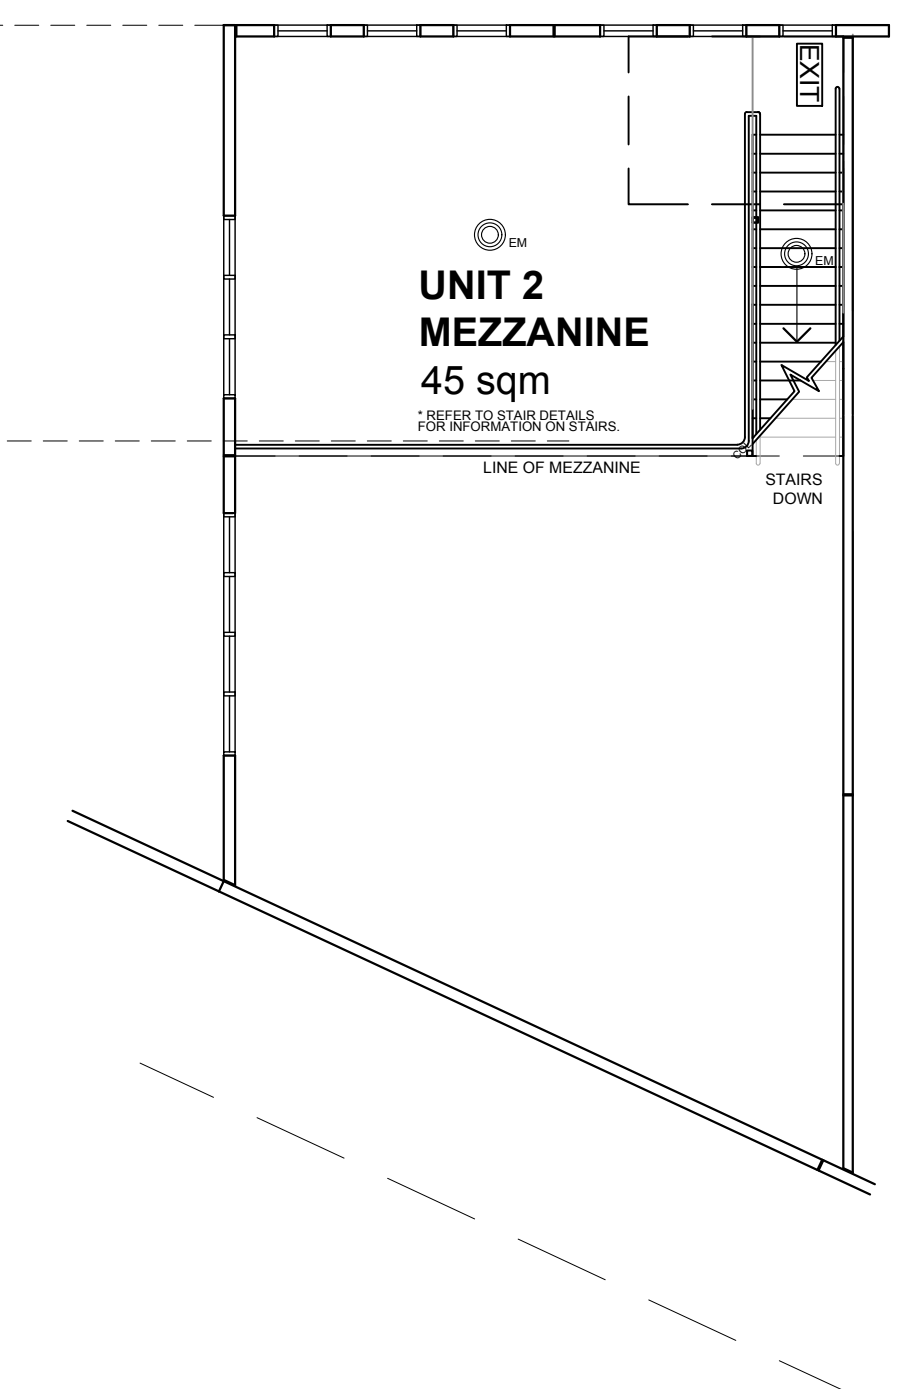 EXIT
EM
EM
UNIT 2
MEZZANINE
45 sqm
* REFER TO STAIR DETAILS
FOR INFORMATION ON STAIRS.
LINE OF MEZZANINE
STAIRS
DOWN